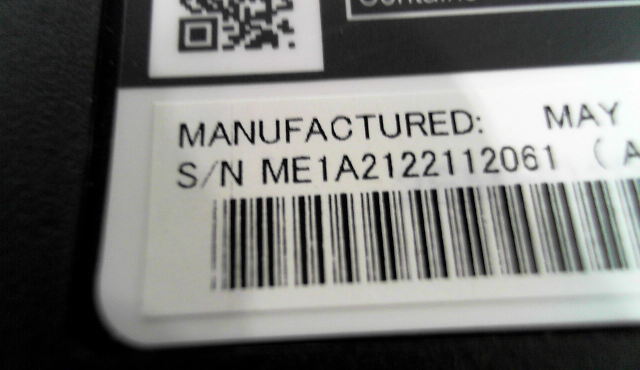 MANUFACTURED: MAY
S/N ME1A2122112061 ( A